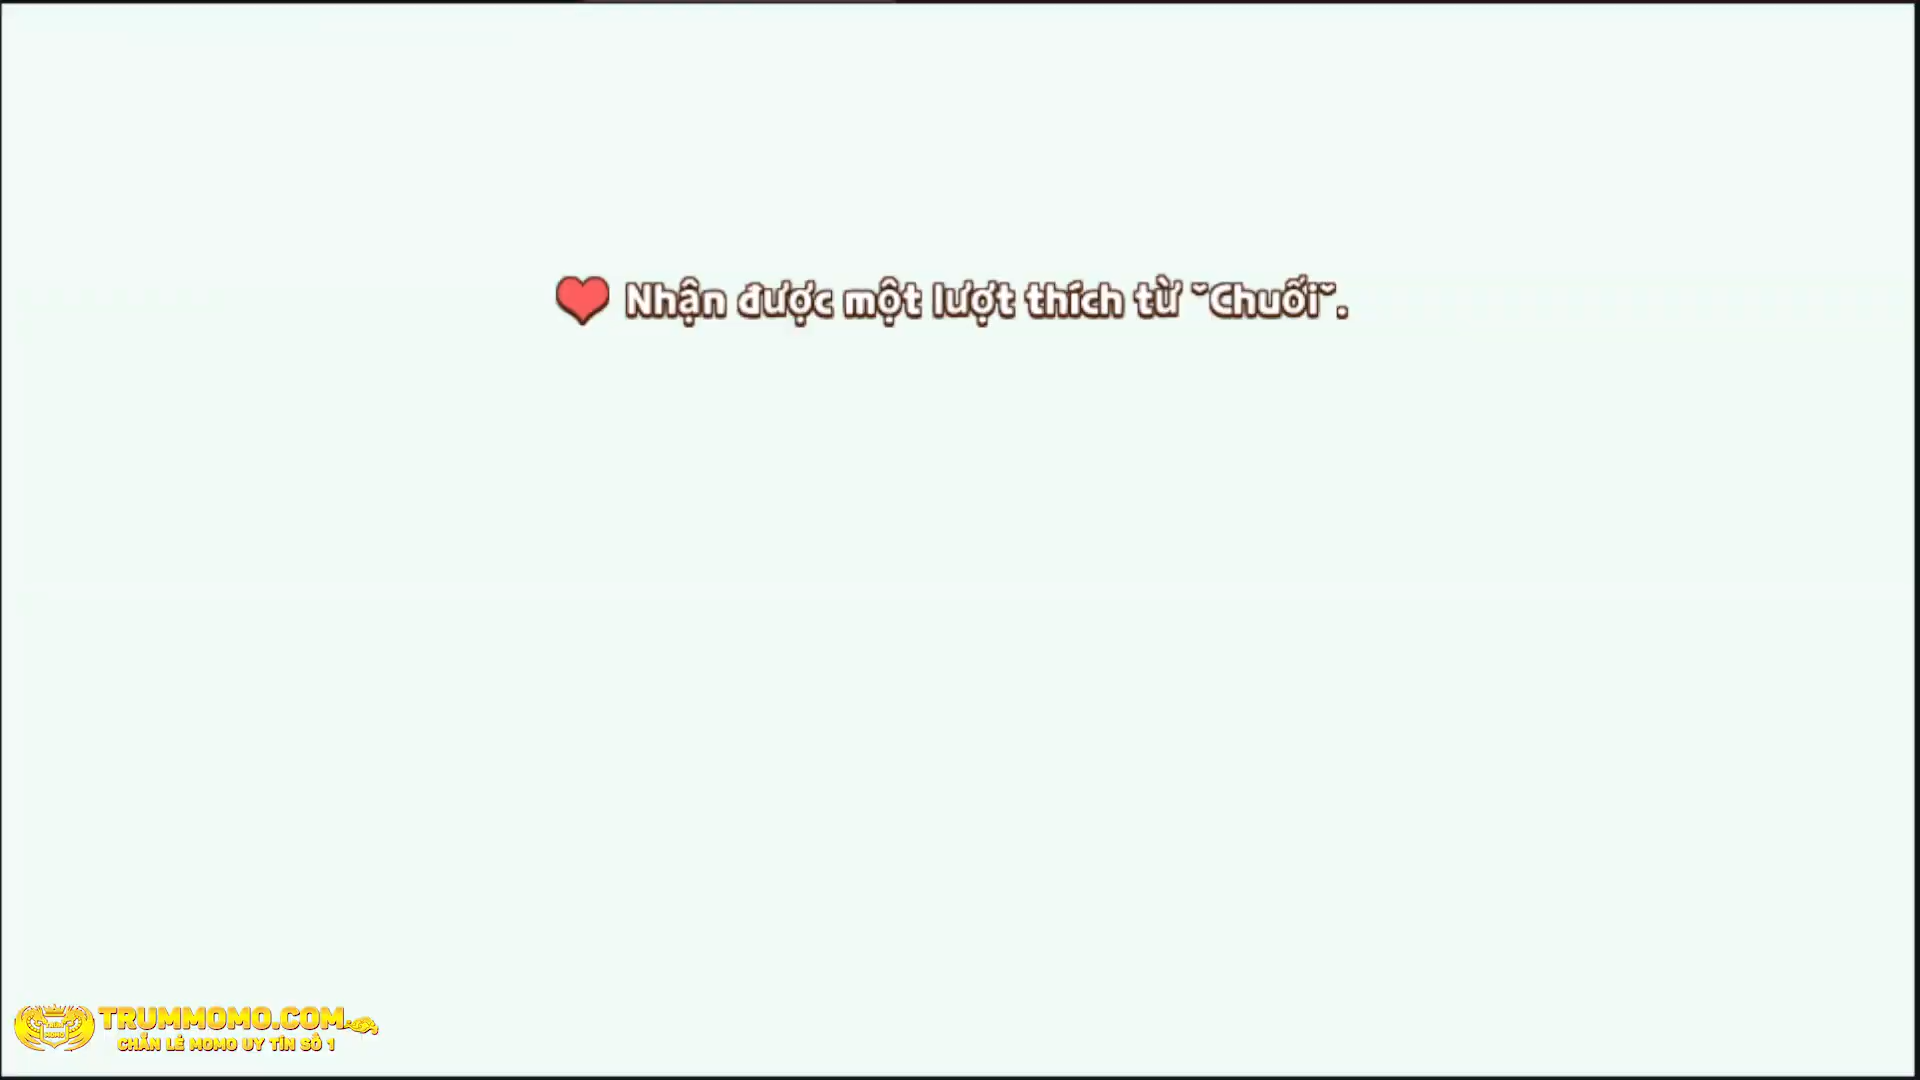 Nhận được một lượt thích từ "Chuối".
TRUMMOMO.COM
CHẴN LẺ MOMO UY TÍN SỐ 1